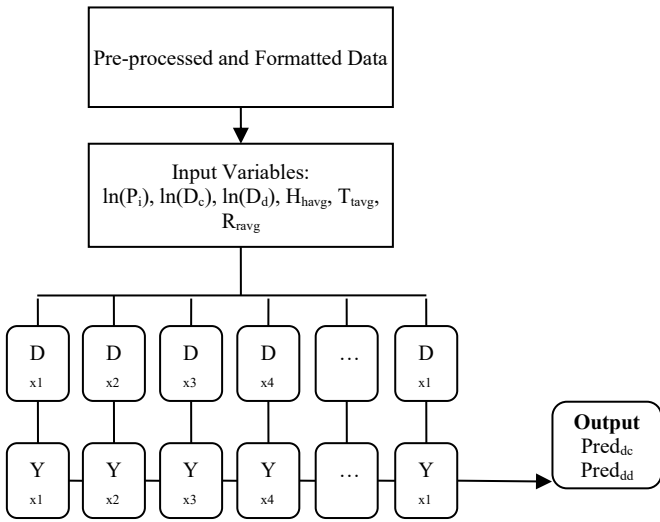 Pre-processed and Formatted Data
Input Variables:
ln(Pi), ln(Dc), ln(Dd), Hhavg, Ttavg,
Rravg
D D D D … D
x1 x2 x3 x4 x1
Y Y Y Y … Y
x1 x2 x3 x4 x1
Output
Preddc
Preddd